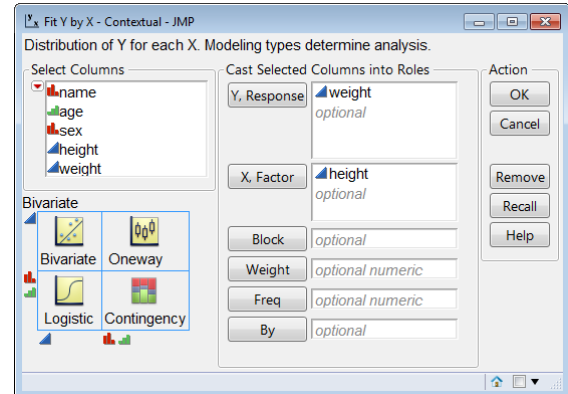 Fit Y by X - Contextual - JMP
Distribution of Y for each X. Modeling types determine analysis.
Select Columns
name
age
sex
height
weight
Cast Selected Columns into Roles
Y, Response
weight
optional
X, Factor
height
optional
Block
optional
Weight
optional numeric
Freq
optional numeric
By
optional
Action
OK
Cancel
Remove
Recall
Help
Bivariate
Bivariate
Oneway
Logistic
Contingency